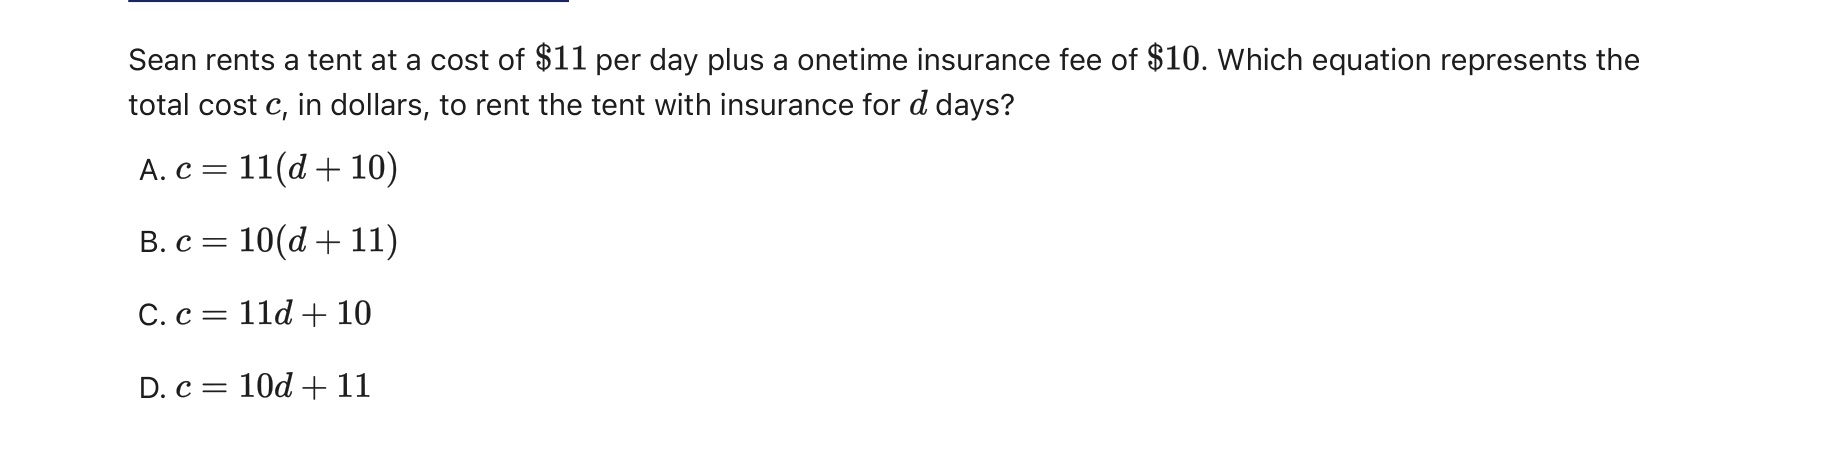 Sean rents a tent at a cost of $11 per day plus a onetime insurance fee of $10. Which equation represents the
total cost c, in dollars, to rent the tent with insurance for d days?
A. c = 11(d + 10)
B. c = 10(d + 11)
C. c = 11d + 10
D. c = 10d + 11